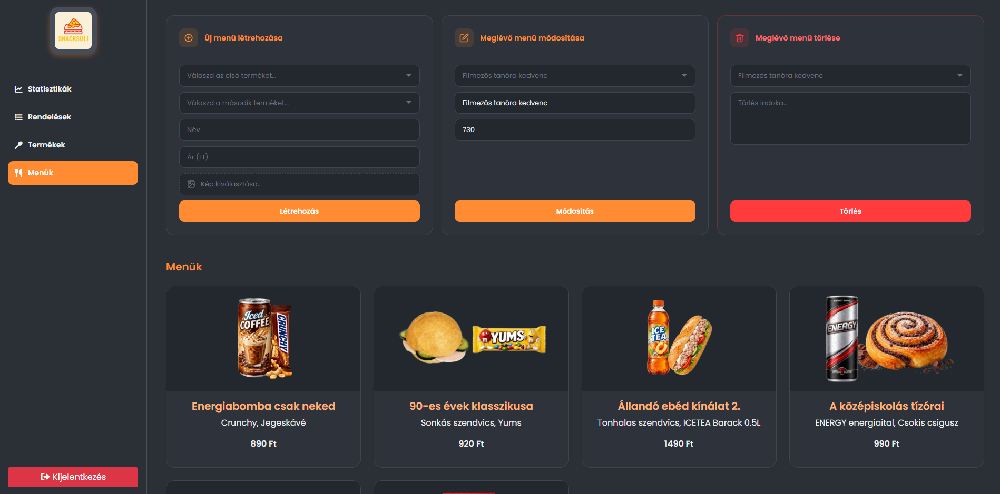 SNACKSULI
Statisztikák
Rendelések
Termékek
Menük
Kijelentkezés
Új menü létrehozása
Válaszd az első terméket...
Válaszd a második terméket...
Név
Ár (Ft)
Kép kiválasztása...
Létrehozás
Meglévő menü módosítása
Filmezős tanóra kedvenc
Filmezős tanóra kedvenc
730
Módosítás
Meglévő menü törlése
Filmezős tanóra kedvenc
Törlés indoka...
Törlés
Menük
Iced
COFFEE
CRUNCHY
Energiabomba csak neked
Crunchy, Jegeskávé
890 Ft
YUMS
90-es évek klasszikusa
Sonkás szendvics, Yums
920 Ft
ICE
TEA
Állandó ebéd kínálat 2.
Tonhalas szendvics, ICETEA Barack 0.5L
1490 Ft
ENERGY
A középiskolás tízórai
ENERGY energiaital, Csokis csigusz
990 Ft